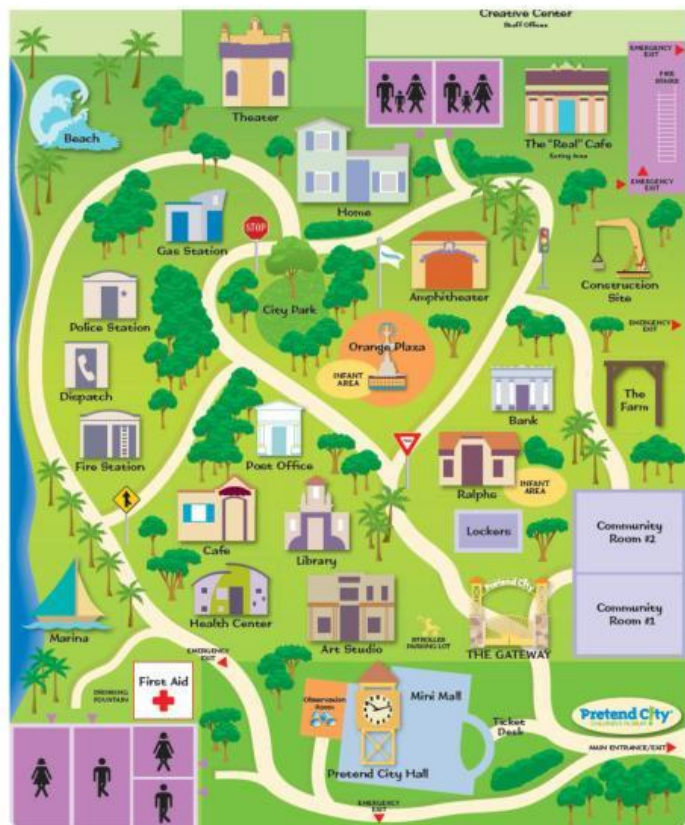 Creative Center
Staff Offices
EMERGENCY
EXIT
Theater
Beach
The "Real" Cafe
Eating Area
EMERGENCY
EXIT
Home
STOP
Gas Station
City Park
Amphitheater
Construction
Site
Police Station
Orange Plaza
EMERGENCY
EXIT
INFANT
AREA
Dispatch
Bank
The
Farm
Fire Station
Post Office
Ralphs
INFANT
AREA
Cafe
Library
Lockers
Community
Room #2
Pretend City
Health Center
Art Studio
Marina
STROLLER
PARKING LOT
THE GATEWAY
Community
Room #1
EMERGENCY
EXIT
First Aid
DRINKING
FOUNTAIN
Observation
Room
Mini Mall
Ticket
Desk
Pretend City
CHILDREN'S MUSEUM
MAIN ENTRANCE/EXIT
Pretend City Hall
EMERGENCY
EXIT